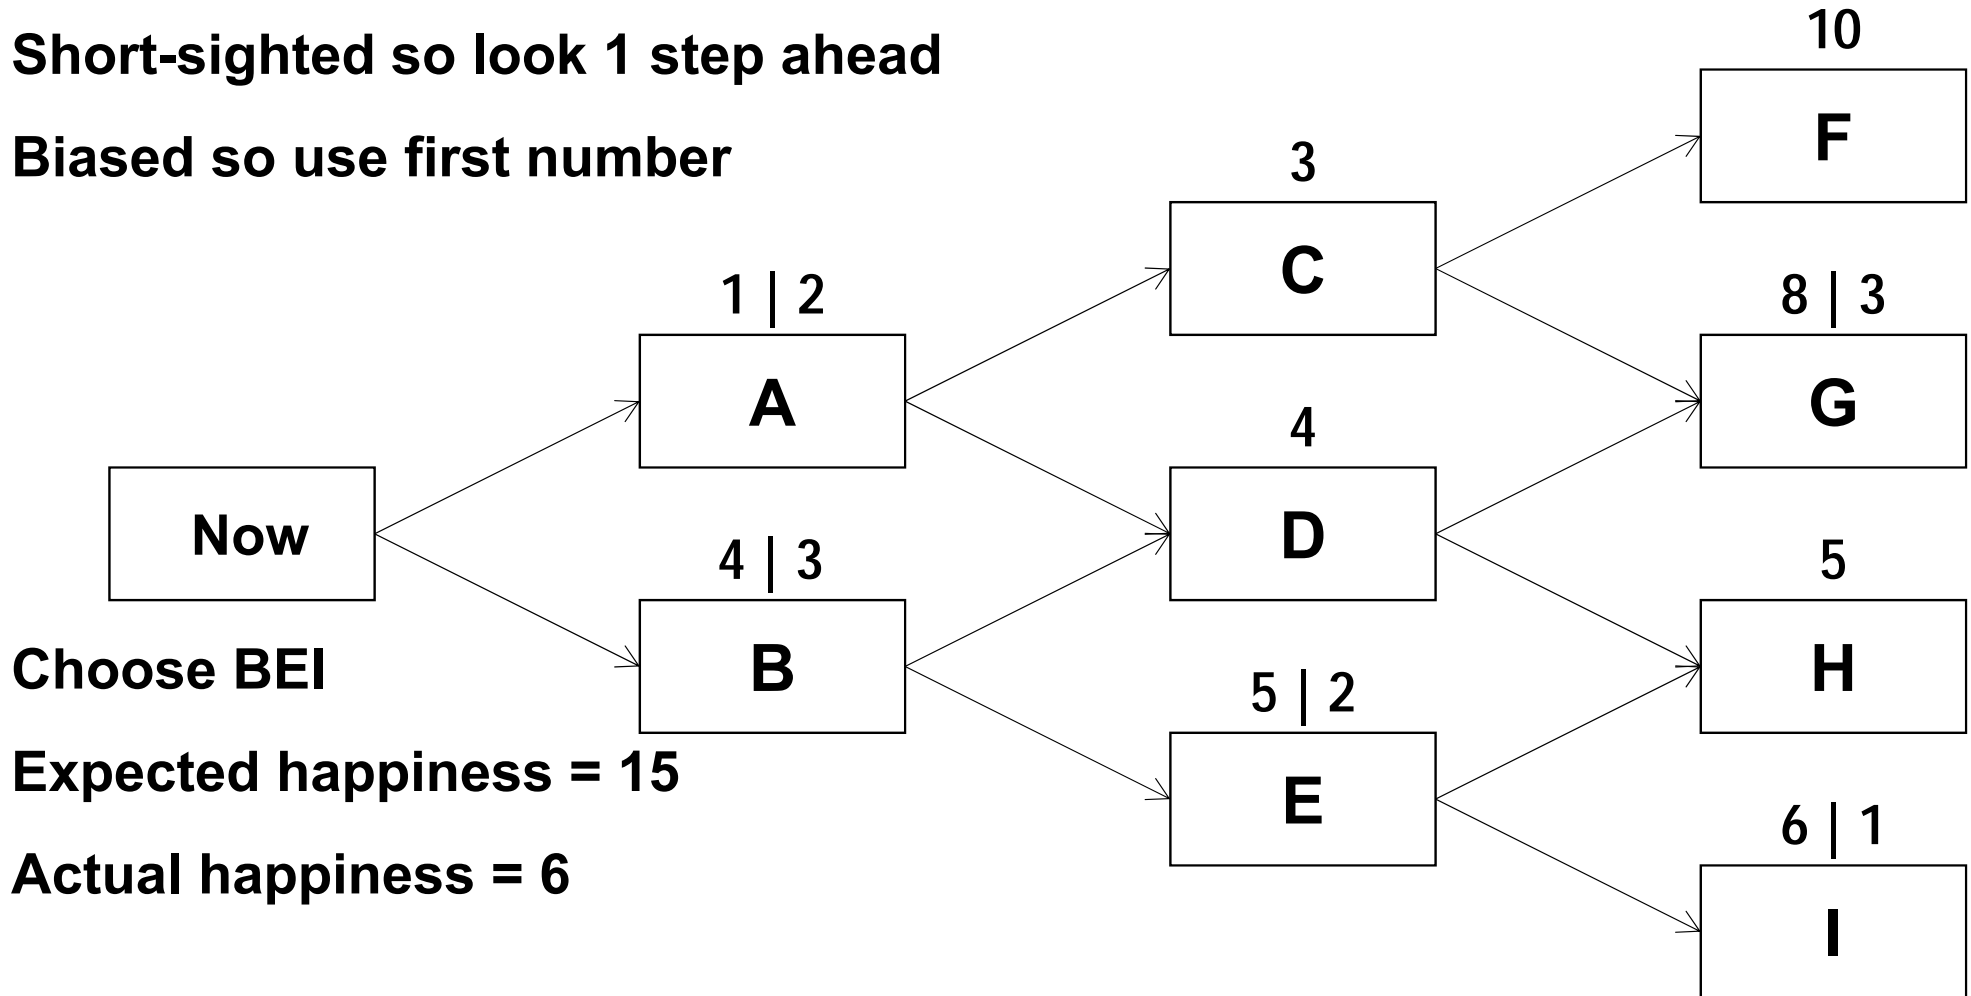 Short-sighted so look 1 step ahead
Biased so use first number
10
F
3
C
1 | 2
A
8 | 3
G
4
D
Now
4 | 3
B
5
H
Choose BEI
Expected happiness = 15
Actual happiness = 6
5 | 2
E
6 | 1
I